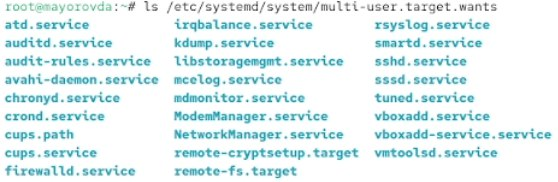 root@mayorovda:~# ls /etc/systemd/system/multi-user.target.wants
atd.service irqbalance.service rsyslog.service
auditd.service kdump.service smartd.service
audit-rules.service libstoragemgmt.service sshd.service
avahi-daemon.service mcelog.service sssd.service
chronyd.service mdmonitor.service tuned.service
crond.service ModemManager.service vboxadd.service
cups.path NetworkManager.service vboxadd-service.service
cups.service remote-cryptsetup.target vmtoolsd.service
firewalld.service remote-fs.target